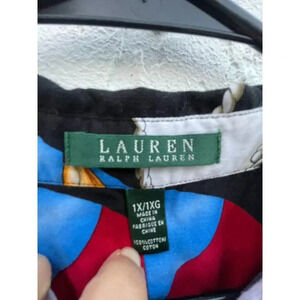 LAUREN
RALPH LAUREN
1X/1XG
MADE IN
CHINA
FABRIQUE EN
CHINE
100%COTTON/
COTON